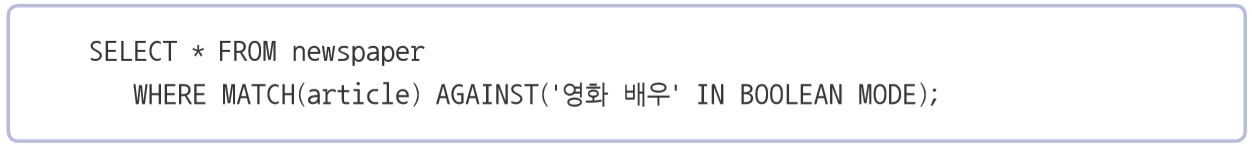 SELECT * FROM newspaper
WHERE MATCH(article) AGAINST('영화 배우' IN BOOLEAN MODE);